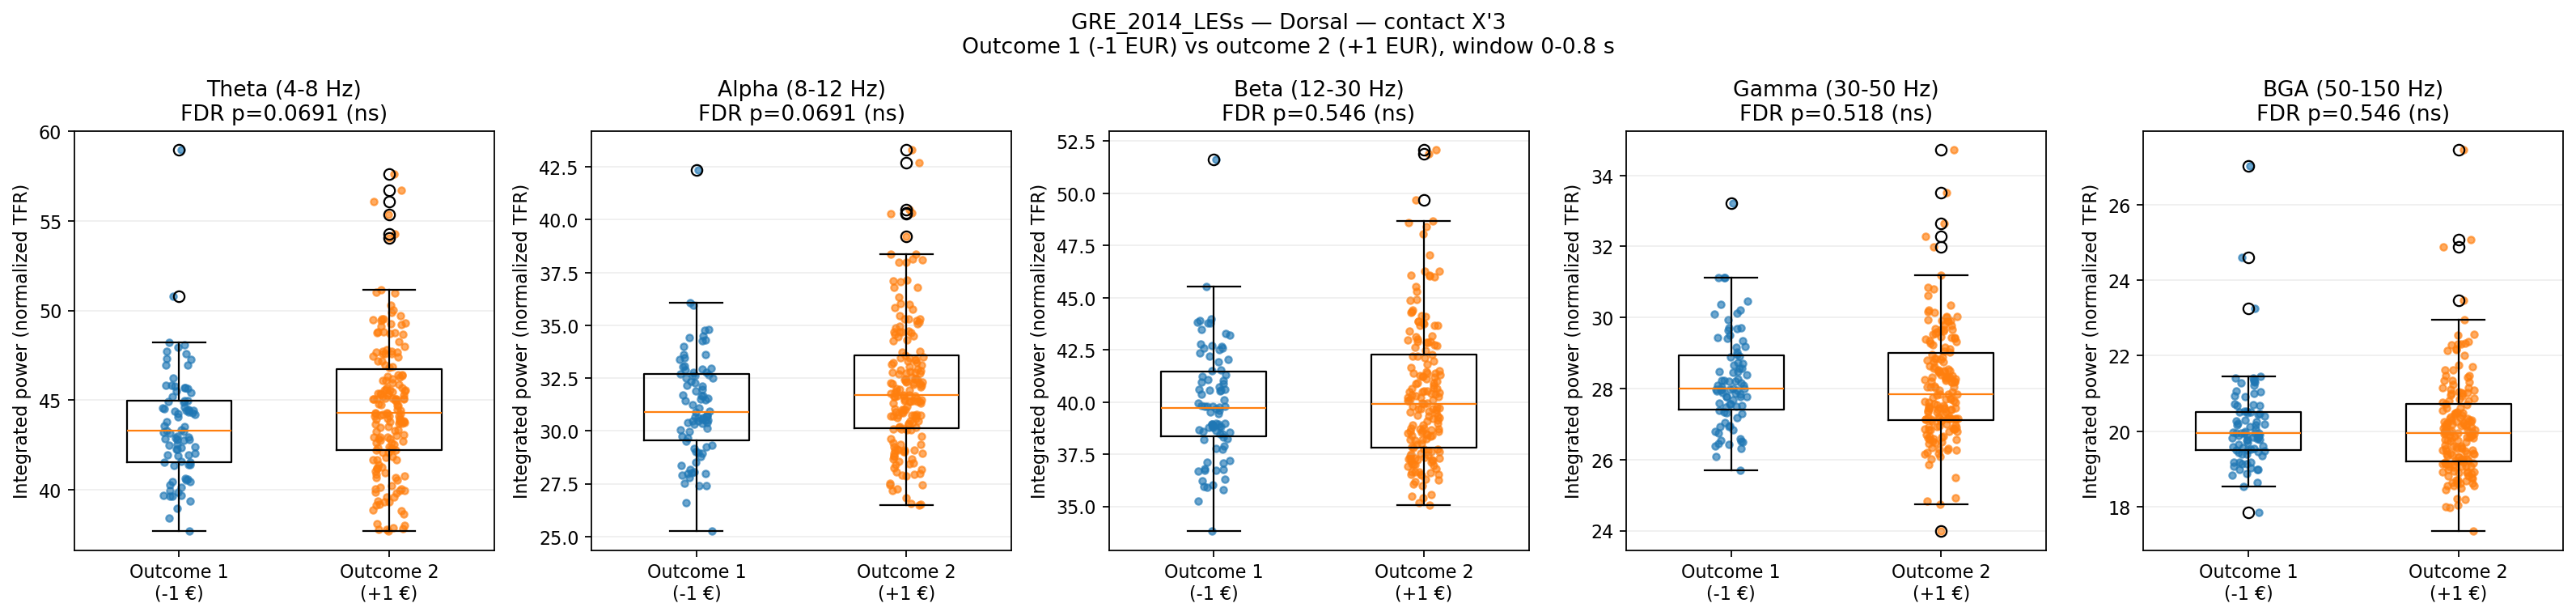 GRE_2014_LESs — Dorsal — contact X'3
Outcome 1 (-1 EUR) vs outcome 2 (+1 EUR), window 0-0.8 s
Theta (4-8 Hz)
FDR p=0.0691 (ns)
Integrated power (normalized TFR)
60
55
50
45
40
Outcome 1
(-1 €)
Outcome 2
(+1 €)
Alpha (8-12 Hz)
FDR p=0.0691 (ns)
Integrated power (normalized TFR)
42.5
40.0
37.5
35.0
32.5
30.0
27.5
25.0
Outcome 1
(-1 €)
Outcome 2
(+1 €)
Beta (12-30 Hz)
FDR p=0.546 (ns)
Integrated power (normalized TFR)
52.5
50.0
47.5
45.0
42.5
40.0
37.5
35.0
Outcome 1
(-1 €)
Outcome 2
(+1 €)
Gamma (30-50 Hz)
FDR p=0.518 (ns)
Integrated power (normalized TFR)
34
32
30
28
26
24
Outcome 1
(-1 €)
Outcome 2
(+1 €)
BGA (50-150 Hz)
FDR p=0.546 (ns)
Integrated power (normalized TFR)
26
24
22
20
18
Outcome 1
(-1 €)
Outcome 2
(+1 €)